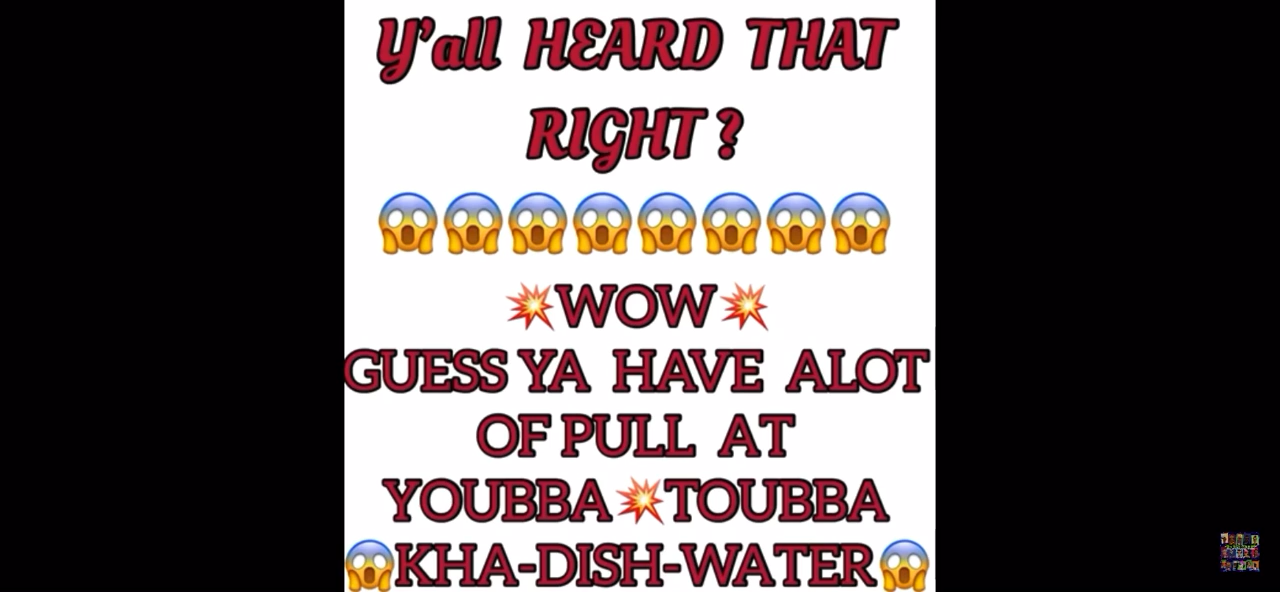 Y'all HEARD THAT
RIGHT ?
😱😱😱😱😱😱😱😱
💥WOW💥
GUESS YA HAVE ALOT
OF PULL AT
YOUBBA💥TOUBBA
😱KHA-DISH-WATER😱